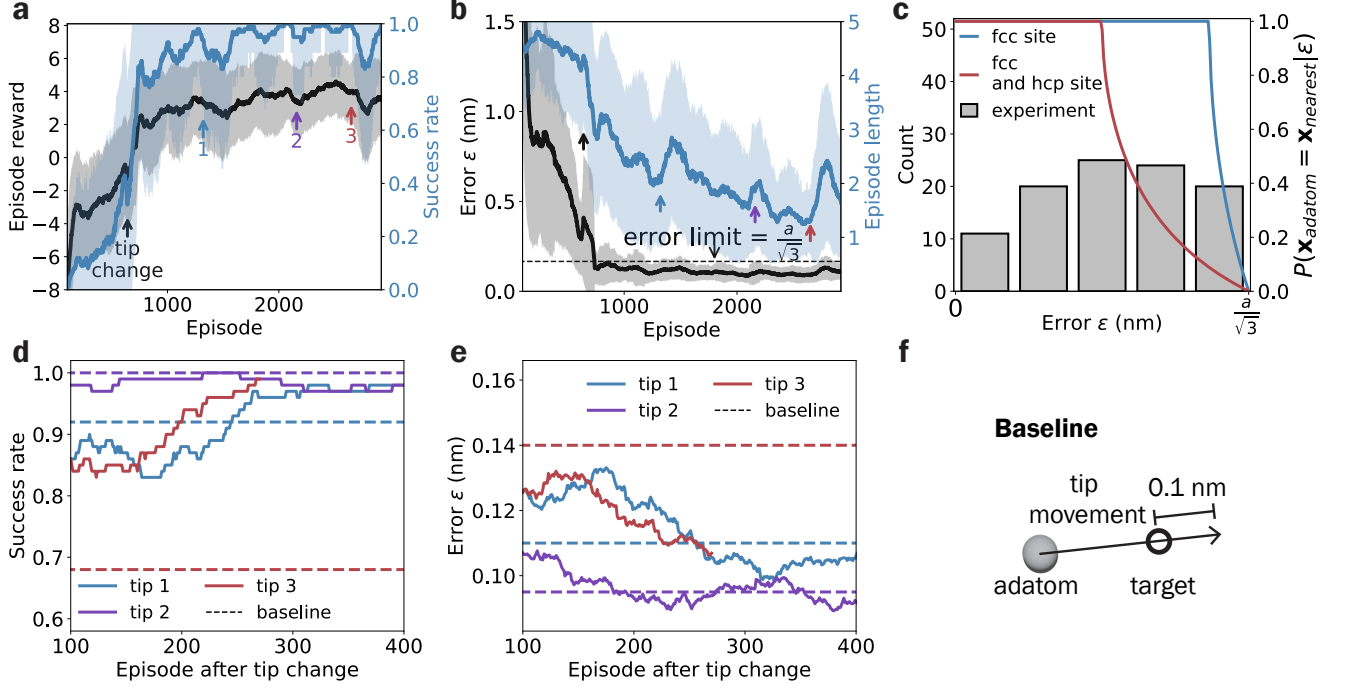 a
8
6
4
2
0
−2
−4
−6
−8
Episode reward
1.0
0.8
0.6
0.4
0.2
0.0
Success rate
1
2
3
tip
change
1000
2000
Episode
b
1.5
1.0
0.5
0.0
Error ε (nm)
5
4
3
2
1
Episode length
error limit = a/√3
1000
2000
Episode
c
50
40
30
20
10
0
Count
fcc site
fcc
and hcp site
experiment
1.0
0.8
0.6
0.4
0.2
0.0
P(x_adatom = x_nearest|ε)
0
a/√3
Error ε (nm)
d
1.0
0.9
0.8
0.7
0.6
Success rate
tip 1
tip 2
tip 3
baseline
100
200
300
400
Episode after tip change
e
0.16
0.14
0.12
0.10
Error ε (nm)
tip 1
tip 2
tip 3
baseline
100
200
300
400
Episode after tip change
f
Baseline
tip
movement
0.1 nm
adatom
target